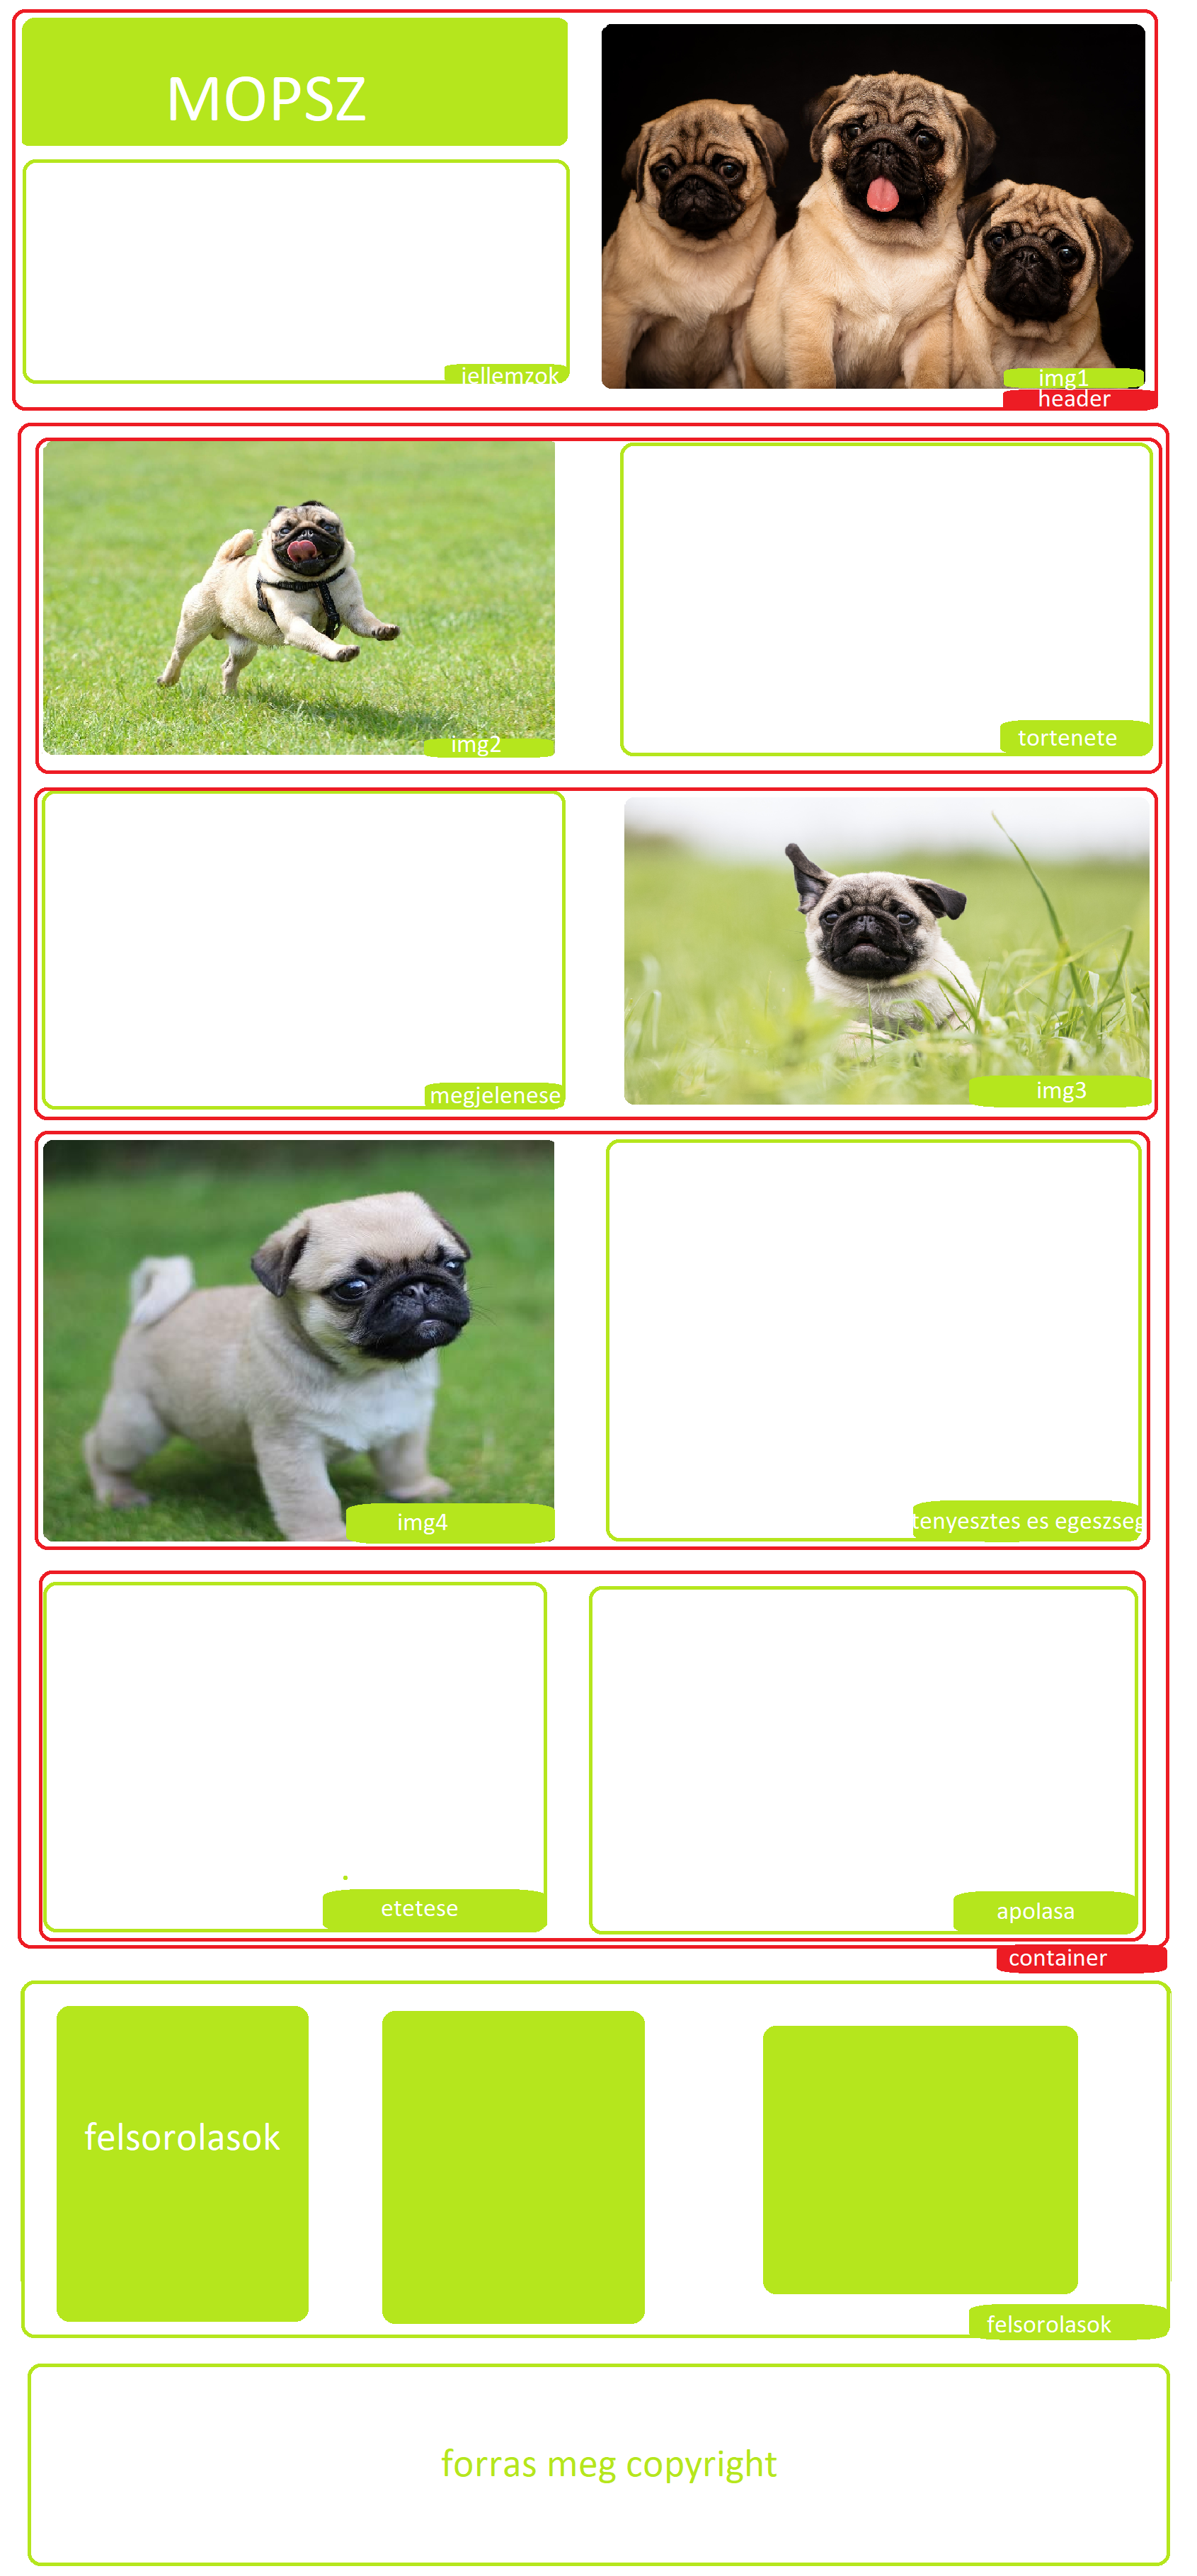 MOPSZ
jellemzok
img1
header
img2
tortenete
megjelenese
img3
img4
tenyesztes es egeszseg
etetese
apolasa
container
felsorolasok
felsorolasok
forras meg copyright